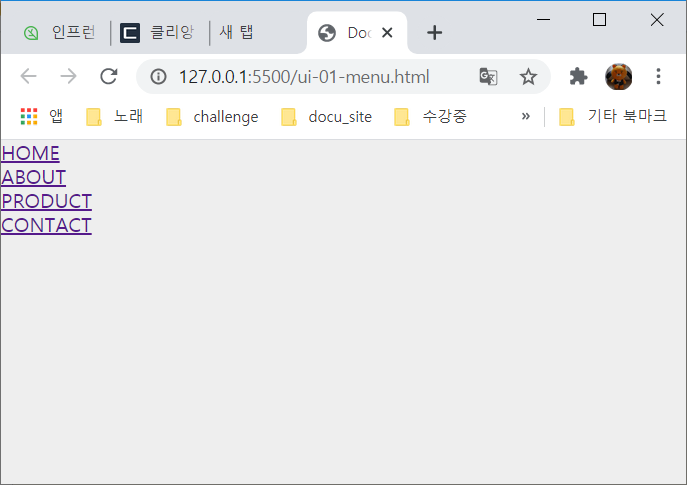 인프런 클리앙 새 탭 Doc
127.0.0.1:5500/ui-01-menu.html
앱 노래 challenge docu_site 수강중 » 기타 북마크
HOME
ABOUT
PRODUCT
CONTACT